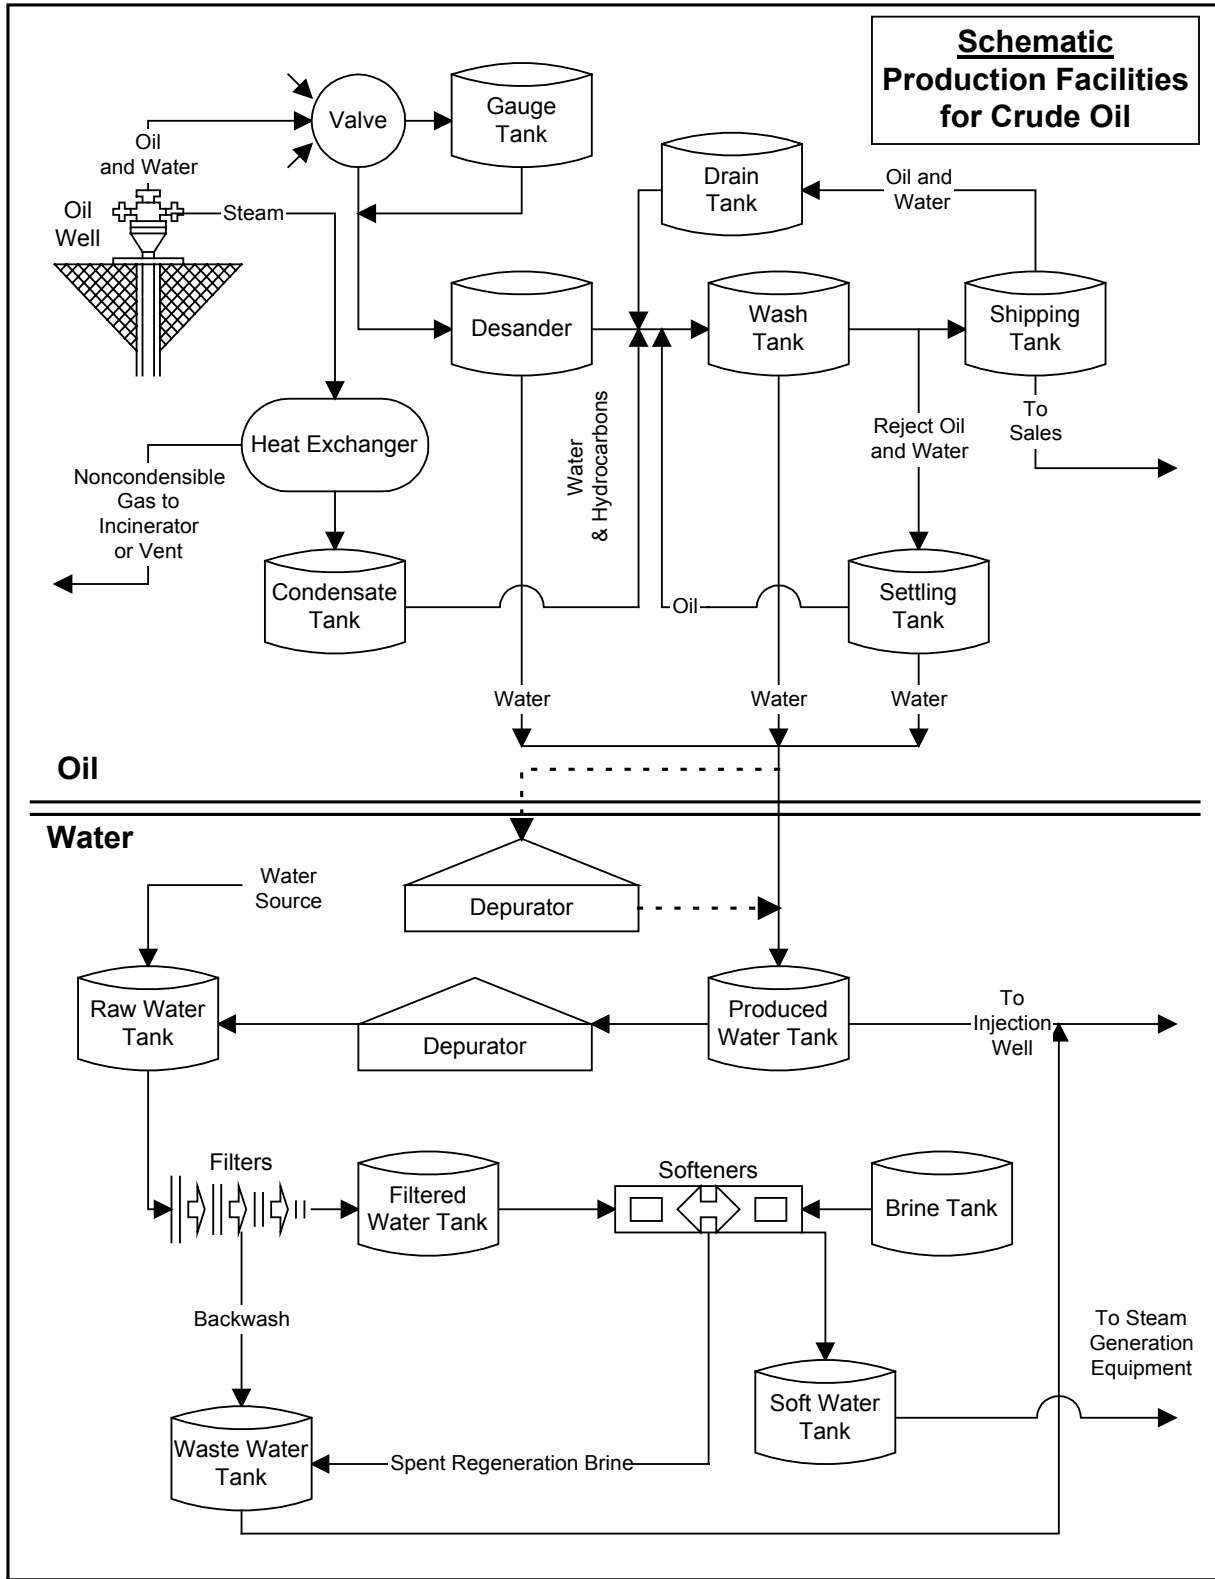 Schematic
Production Facilities
for Crude Oil
Valve
Gauge
Tank
Oil
and Water
Drain
Tank
Oil and
Water
Oil
Well
Steam
Desander
Wash
Tank
Shipping
Tank
Heat Exchanger
Water
& Hydrocarbons
Reject Oil
and Water
To
Sales
Noncondensible
Gas to
Incinerator
or Vent
Condensate
Tank
Oil
Settling
Tank
Water
Water
Water
Oil
Water
Water
Source
Depurator
Raw Water
Tank
Depurator
Produced
Water Tank
To
Injection
Well
Filters
Filtered
Water Tank
Softeners
Brine Tank
Backwash
To Steam
Generation
Equipment
Soft Water
Tank
Waste Water
Tank
Spent Regeneration Brine